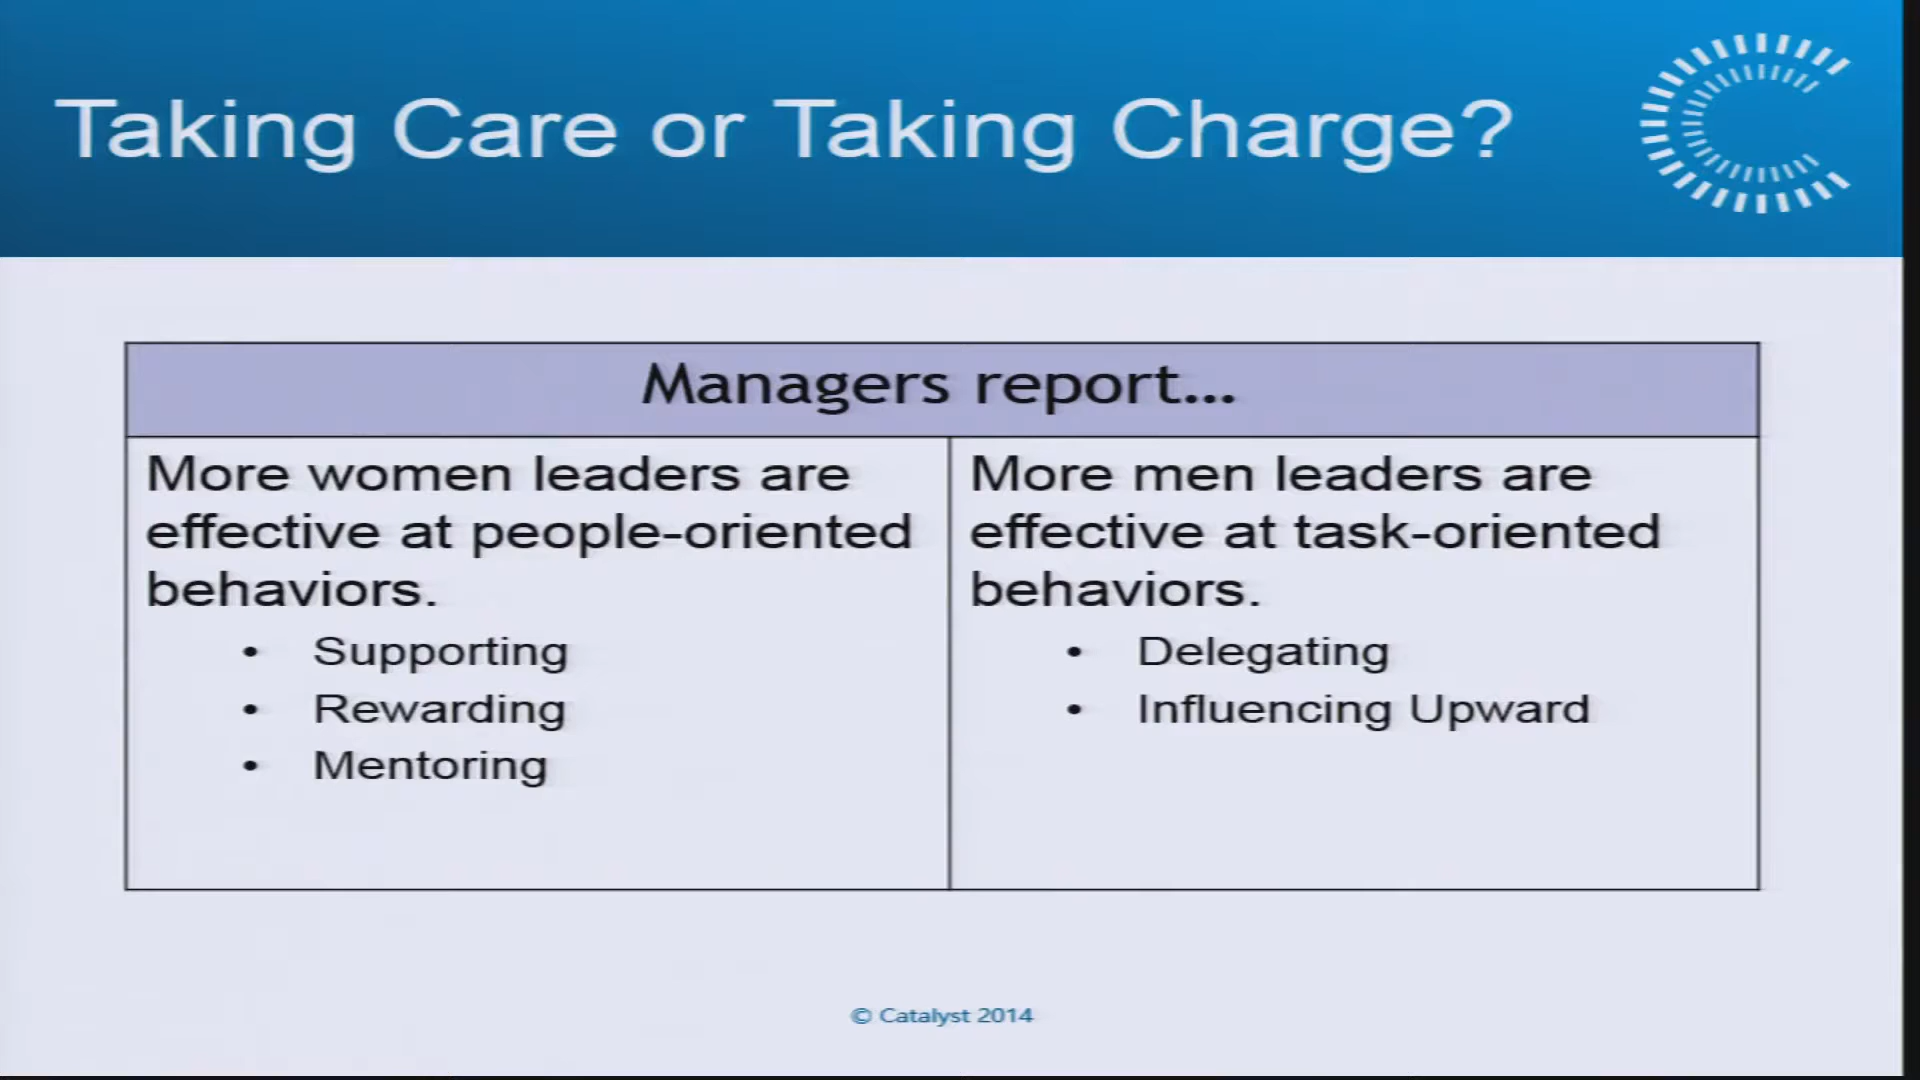 Taking Care or Taking Charge?
Managers report...
More women leaders are
effective at people-oriented
behaviors.
• Supporting
• Rewarding
• Mentoring
More men leaders are
effective at task-oriented
behaviors.
• Delegating
• Influencing Upward
© Catalyst 2014